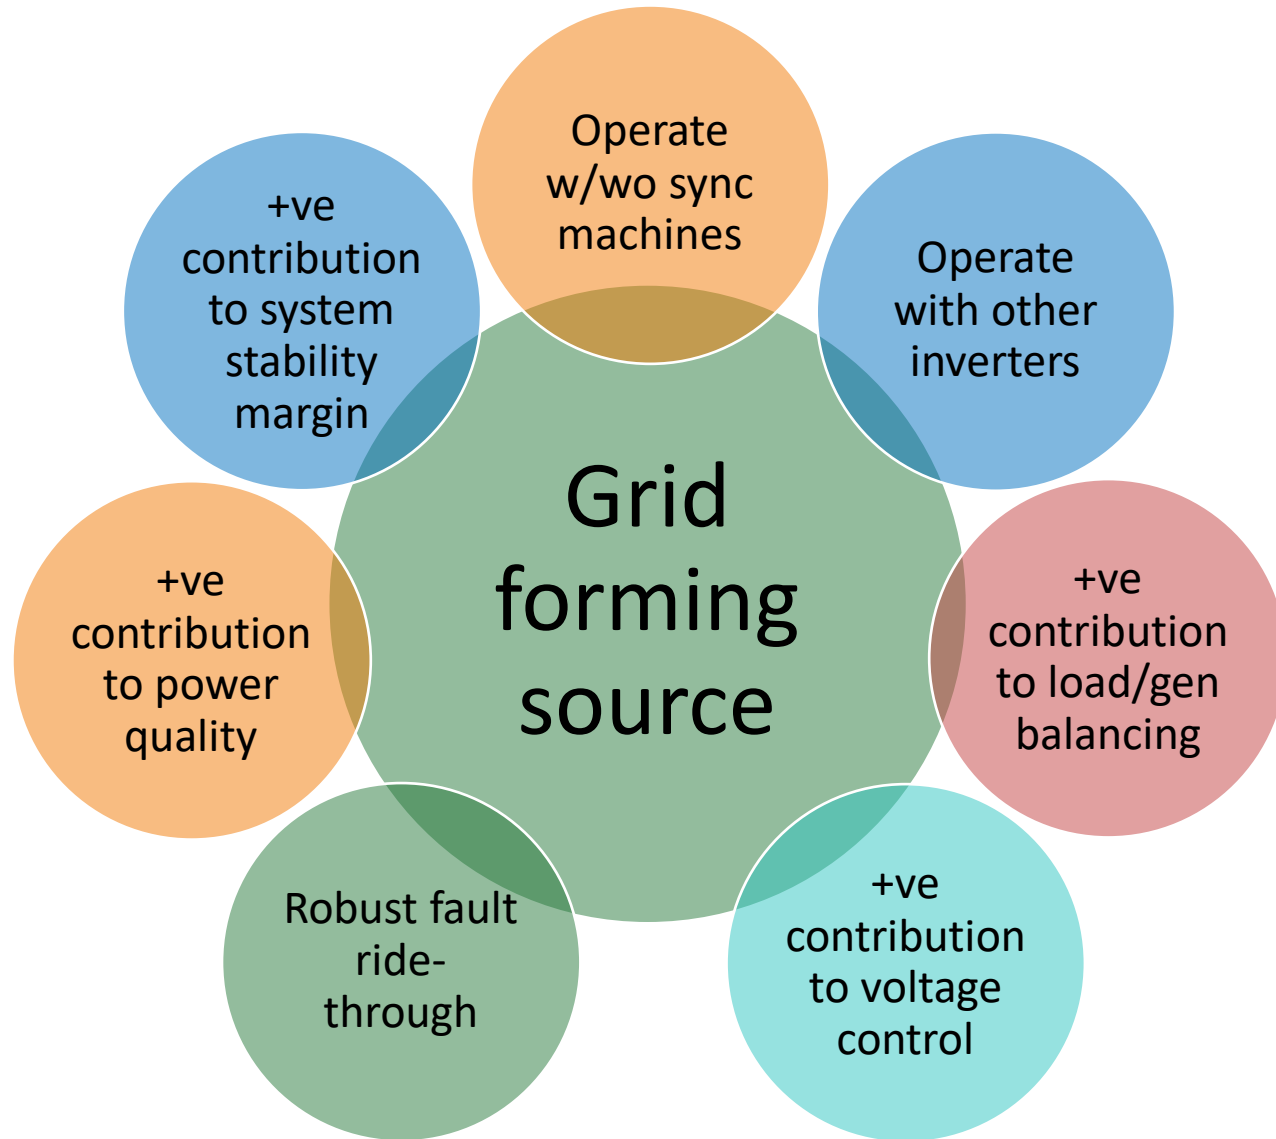 Operate
w/wo sync
machines
Operate
with other
inverters
+ve
contribution
to load/gen
balancing
+ve
contribution
to voltage
control
Robust fault
ride-
through
+ve
contribution
to power
quality
+ve
contribution
to system
stability
margin
Grid
forming
source